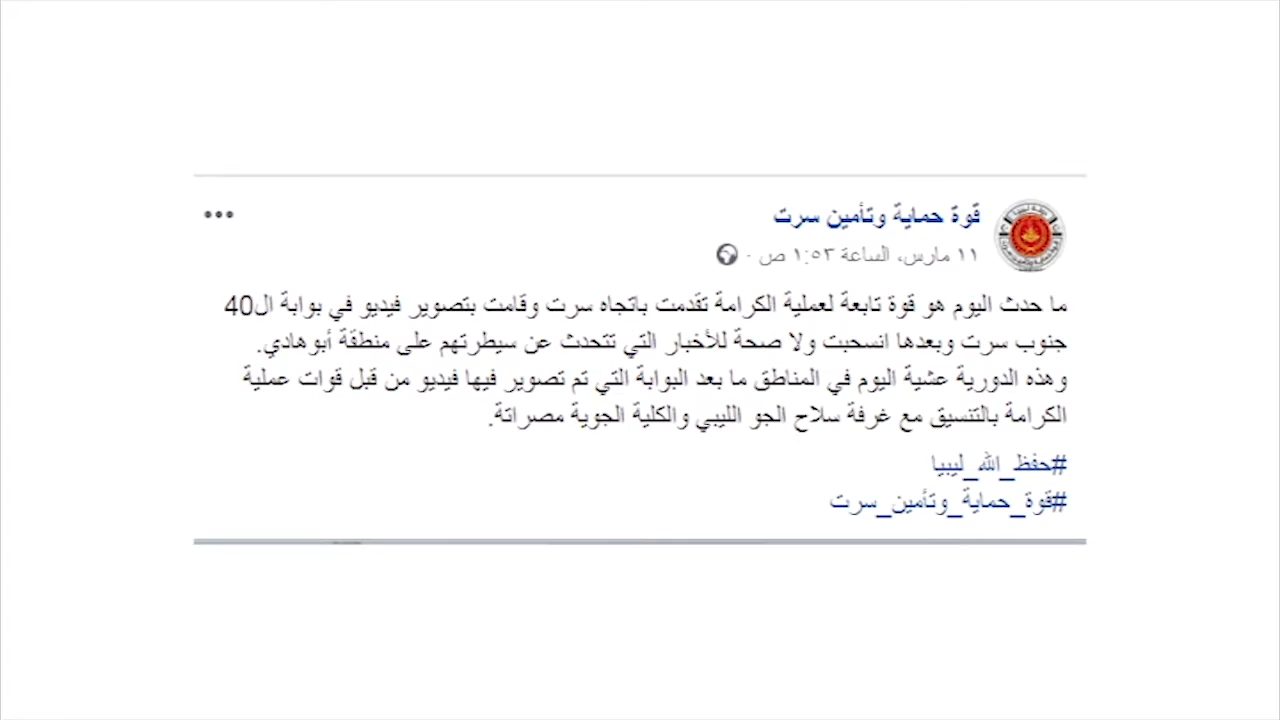 قوة حماية وتأمين سرت
١١ مارس، الساعة ١:٥٣ ص ·
ما حدث اليوم هو قوة تابعة لعملية الكرامة تقدمت باتجاه سرت وقامت بتصوير فيديو في بوابة ال40
جنوب سرت وبعدها انسحبت ولا صحة للأخبار التي تتحدث عن سيطرتهم على منطقة أبوهادي.
وهذه الدورية عشية اليوم في المناطق ما بعد البوابة التي تم تصوير فيها فيديو من قبل قوات عملية
الكرامة بالتنسيق مع غرفة سلاح الجو الليبي والكلية الجوية مصراتة.
#حفظ_الله_ليبيا
#قوة_حماية_وتأمين_سرت